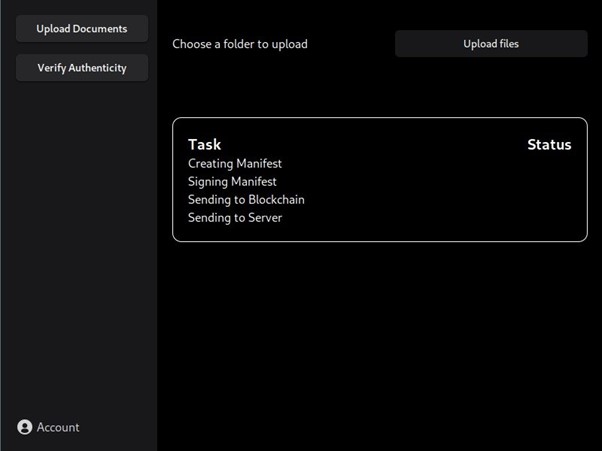 Upload Documents
Verify Authenticity
Choose a folder to upload
Upload files
Task Status
Creating Manifest
Signing Manifest
Sending to Blockchain
Sending to Server
Account